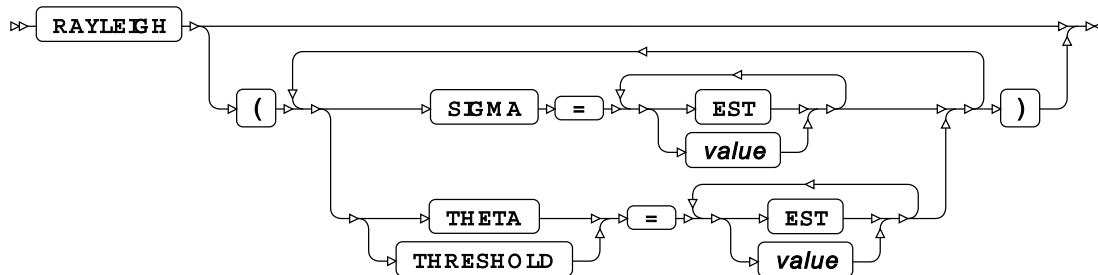 RAYLEIGH
( SIGMA = EST )
value
THETA = EST
THRESHOLD value